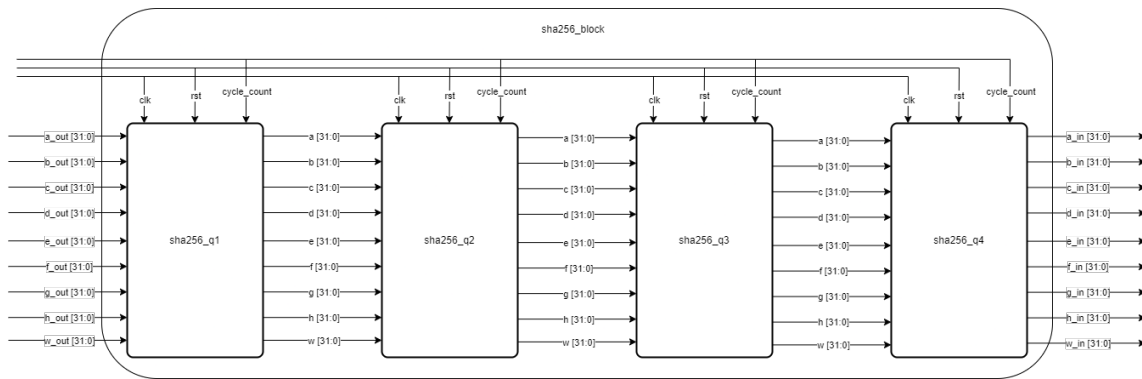 sha256_block
clk
rst
cycle_count
clk
rst
cycle_count
clk
rst
cycle_count
clk
rst
cycle_count
a_out [31:0]
b_out [31:0]
c_out [31:0]
d_out [31:0]
e_out [31:0]
f_out [31:0]
g_out [31:0]
h_out [31:0]
w_out [31:0]
sha256_q1
a [31:0]
b [31:0]
c [31:0]
d [31:0]
e [31:0]
f [31:0]
g [31:0]
h [31:0]
w [31:0]
sha256_q2
a [31:0]
b [31:0]
c [31:0]
d [31:0]
e [31:0]
f [31:0]
g [31:0]
h [31:0]
w [31:0]
sha256_q3
a [31:0]
b [31:0]
c [31:0]
d [31:0]
e [31:0]
f [31:0]
g [31:0]
h [31:0]
w [31:0]
sha256_q4
a_in [31:0]
b_in [31:0]
c_in [31:0]
d_in [31:0]
e_in [31:0]
f_in [31:0]
g_in [31:0]
h_in [31:0]
w_in [31:0]